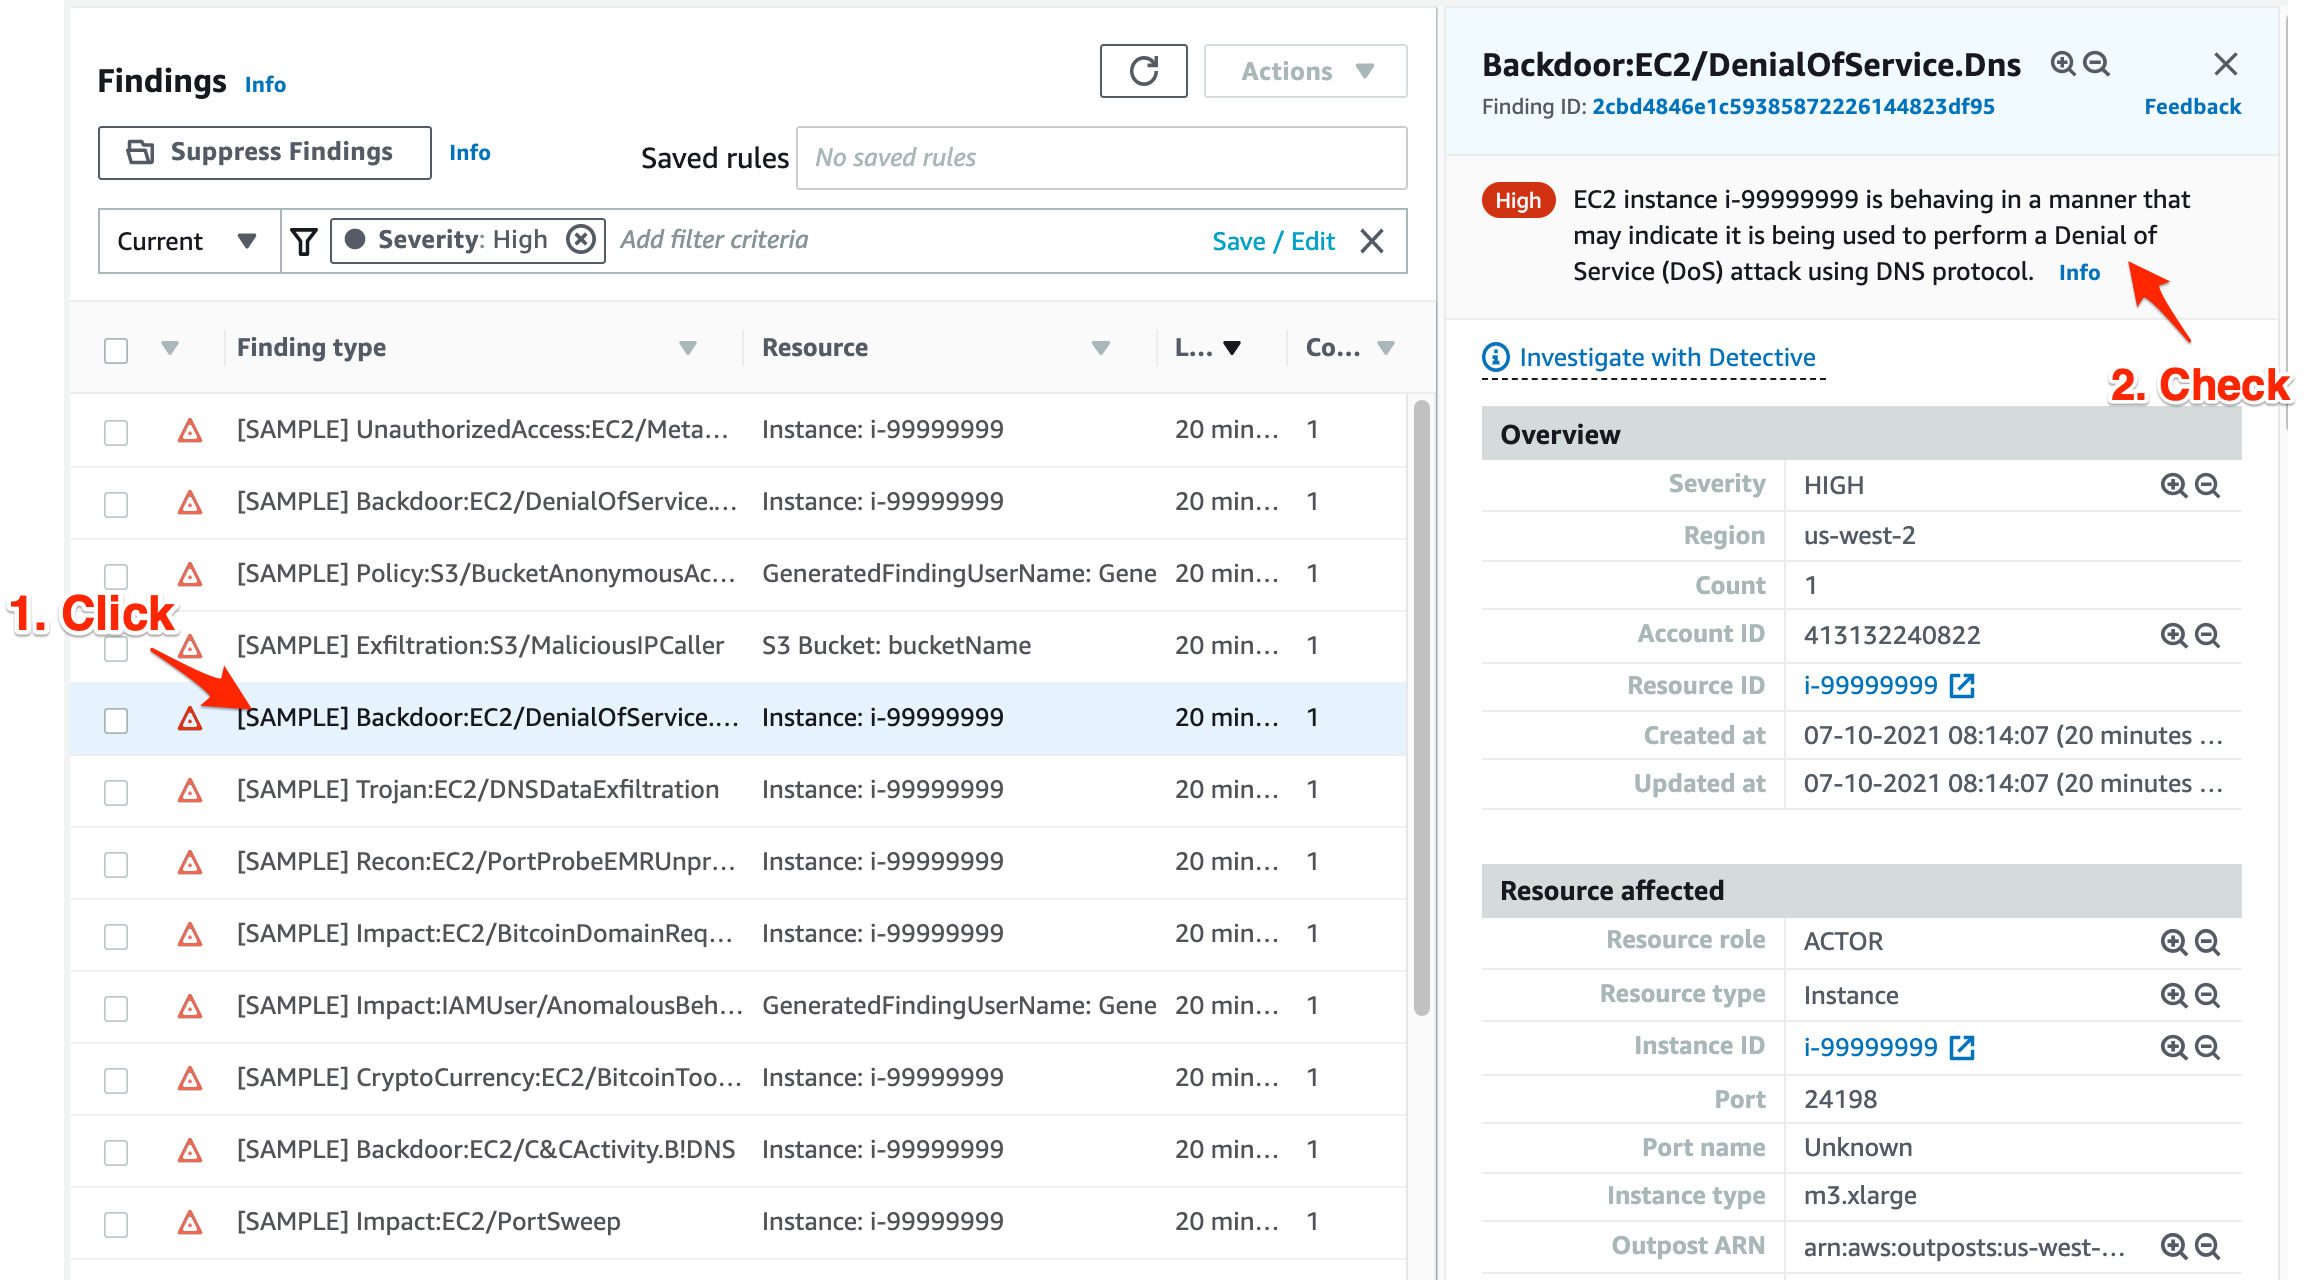 Findings Info
Actions
Suppress Findings Info
Saved rules No saved rules
Current Severity: High Add filter criteria Save / Edit
Finding type Resource L... Co...
[SAMPLE] UnauthorizedAccess:EC2/Meta... Instance: i-99999999 20 min... 1
[SAMPLE] Backdoor:EC2/DenialOfService.... Instance: i-99999999 20 min... 1
[SAMPLE] Policy:S3/BucketAnonymousAc... GeneratedFindingUserName: Gene 20 min... 1
1. Click
[SAMPLE] Exfiltration:S3/MaliciousIPCaller S3 Bucket: bucketName 20 min... 1
[SAMPLE] Backdoor:EC2/DenialOfService.... Instance: i-99999999 20 min... 1
[SAMPLE] Trojan:EC2/DNSDataExfiltration Instance: i-99999999 20 min... 1
[SAMPLE] Recon:EC2/PortProbeEMRUnpr... Instance: i-99999999 20 min... 1
[SAMPLE] Impact:EC2/BitcoinDomainReq... Instance: i-99999999 20 min... 1
[SAMPLE] Impact:IAMUser/AnomalousBeh... GeneratedFindingUserName: Gene 20 min... 1
[SAMPLE] CryptoCurrency:EC2/BitcoinToo... Instance: i-99999999 20 min... 1
[SAMPLE] Backdoor:EC2/C&CActivity.B!DNS Instance: i-99999999 20 min... 1
[SAMPLE] Impact:EC2/PortSweep Instance: i-99999999 20 min... 1
Backdoor:EC2/DenialOfService.Dns
Finding ID: 2cbd4846e1c59385872226144823df95 Feedback
High EC2 instance i-99999999 is behaving in a manner that
may indicate it is being used to perform a Denial of
Service (DoS) attack using DNS protocol. Info
Investigate with Detective
2. Check
Overview
Severity HIGH
Region us-west-2
Count 1
Account ID 413132240822
Resource ID i-99999999
Created at 07-10-2021 08:14:07 (20 minutes ...
Updated at 07-10-2021 08:14:07 (20 minutes ...
Resource affected
Resource role ACTOR
Resource type Instance
Instance ID i-99999999
Port 24198
Port name Unknown
Instance type m3.xlarge
Outpost ARN arn:aws:outposts:us-west-...